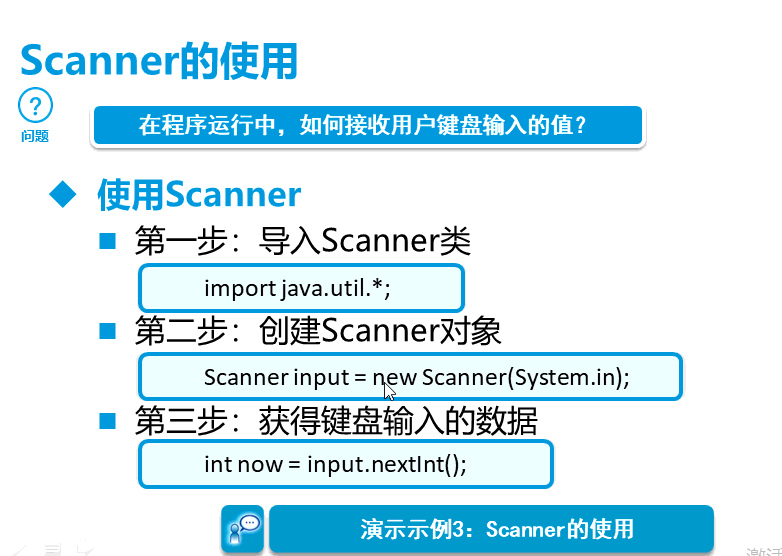 Scanner的使用
?
问题
在程序运行中，如何接收用户键盘输入的值？
使用Scanner
第一步：导入Scanner类
import java.util.*;
第二步：创建Scanner对象
Scanner input = new Scanner(System.in);
第三步：获得键盘输入的数据
int now = input.nextInt();
演示示例3：Scanner的使用